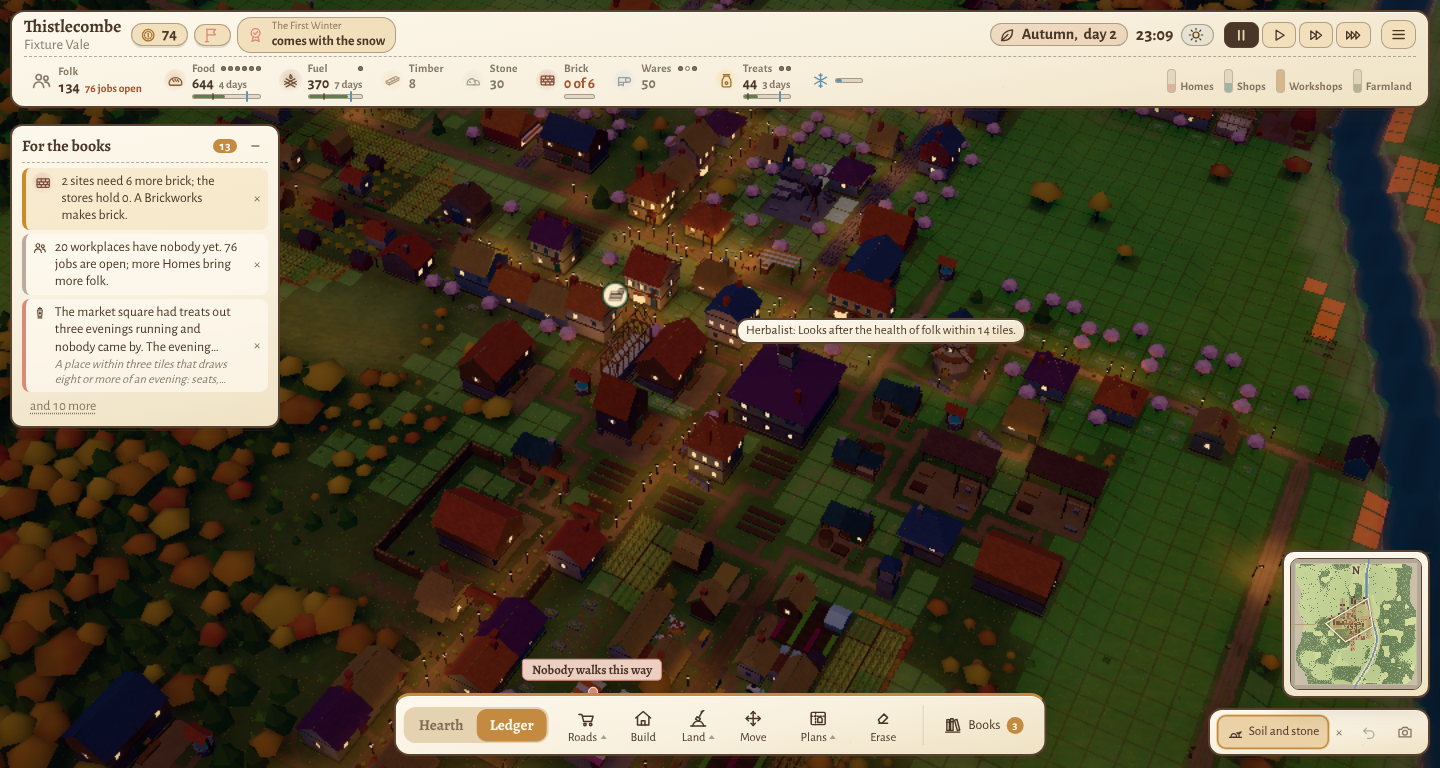 Thistlecombe
Fixture Vale
74
The First Winter
comes with the snow
Autumn, day 2
23:09
Folk
134 76 jobs open
Food
644 4 days
Fuel
370 7 days
Timber
8
Stone
30
Brick
0 of 6
Wares
50
Treats
44 3 days
Homes
Shops
Workshops
Farmland
For the books
13
2 sites need 6 more brick; the
stores hold 0. A Brickworks
makes brick.
×
20 workplaces have nobody yet. 76
jobs are open; more Homes bring
more folk.
×
The market square had treats out
three evenings running and
nobody came by. The evening...
×
A place within three tiles that draws
eight or more of an evening: seats,...
and 10 more
Herbalist: Looks after the health of folk within 14 tiles.
Nobody walks this way
N
Hearth
Ledger
Roads
Build
Land
Move
Plans
Erase
Books
3
Soil and stone
×